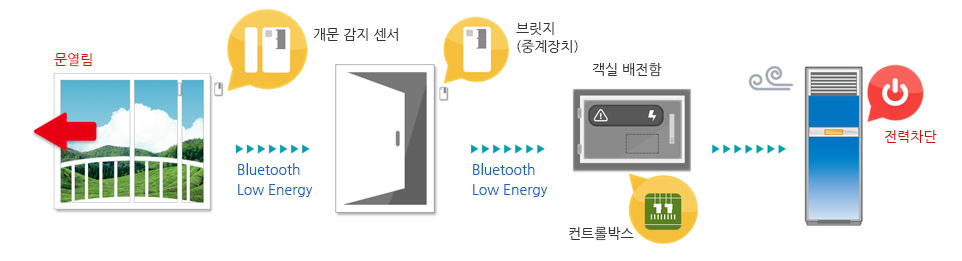 개문 감지 센서
브릿지
(중계장치)
문열림
객실 배전함
전력차단
Bluetooth
Low Energy
Bluetooth
Low Energy
컨트롤박스